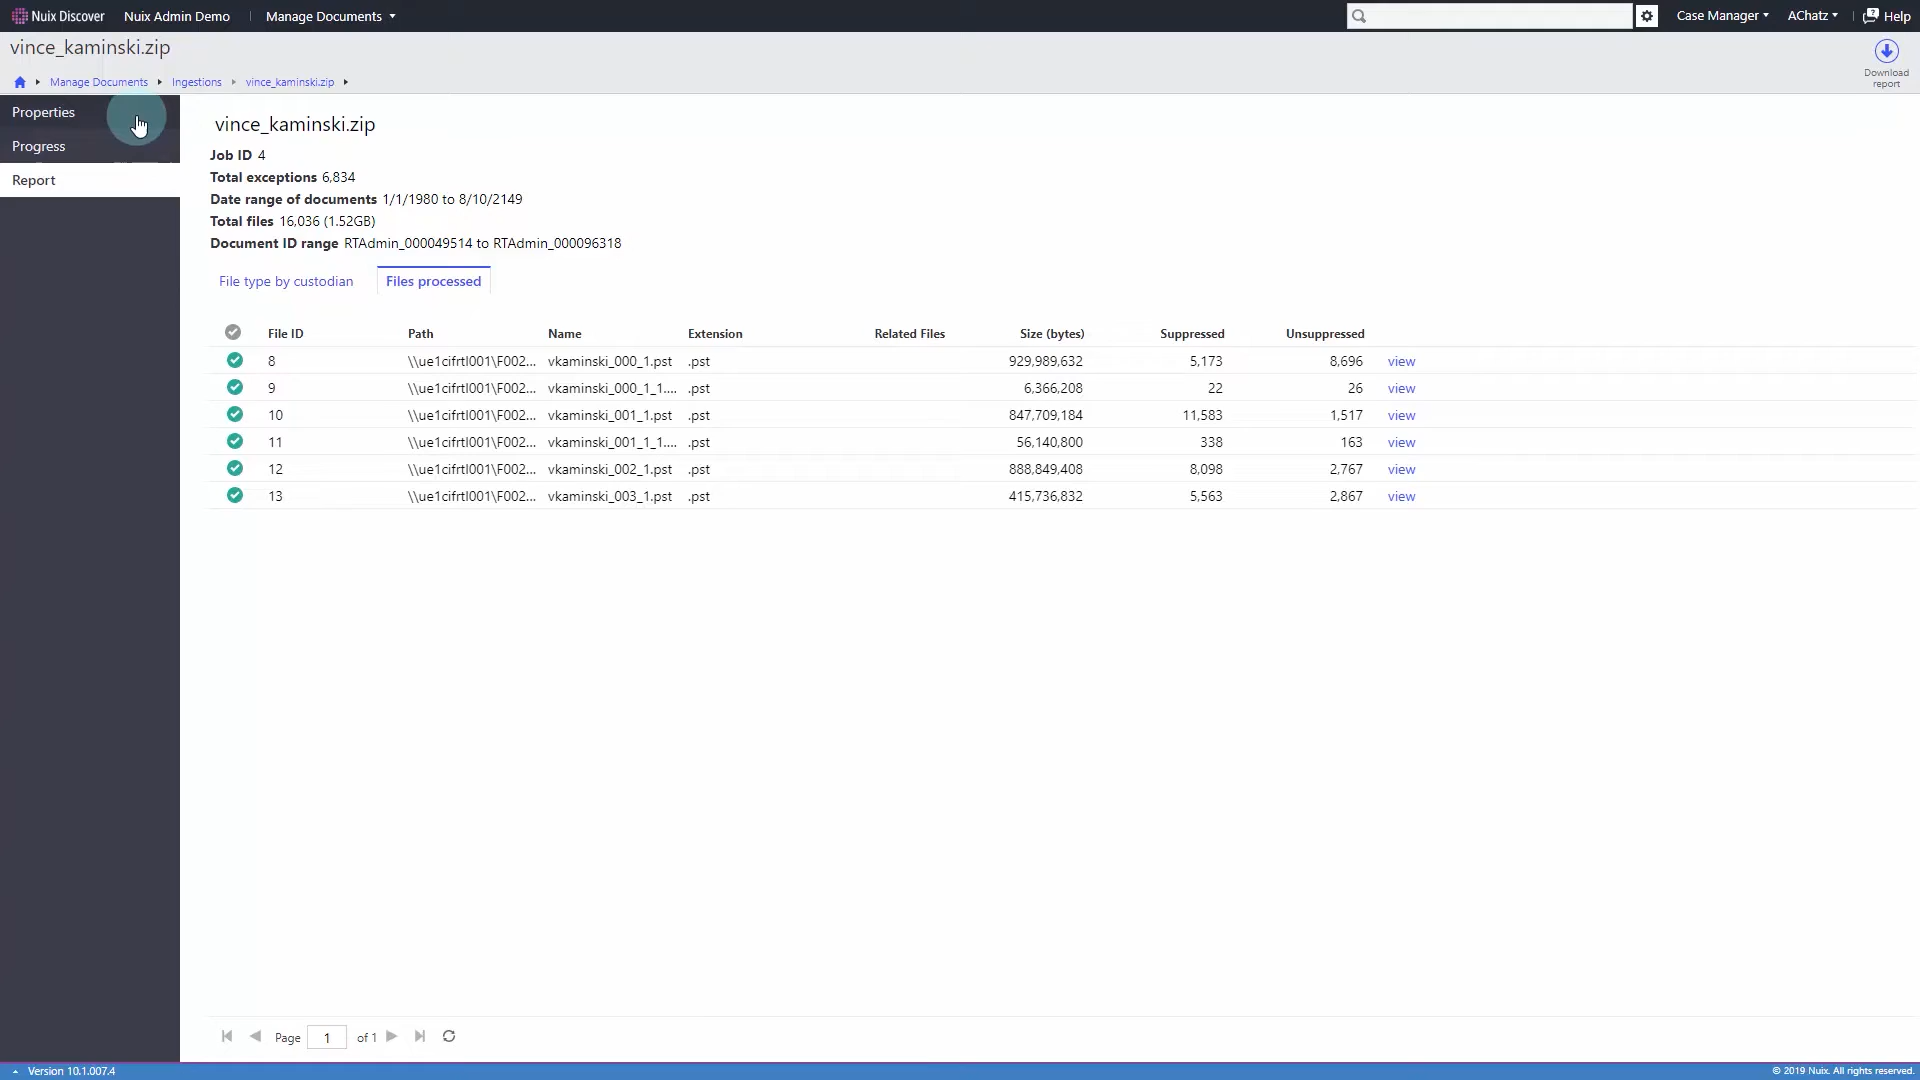 Nuix Discover Nuix Admin Demo Manage Documents Case Manager AChatz Help
vince_kaminski.zip
Download report
Manage Documents Ingestions vince_kaminski.zip
Properties
Progress
Report
vince_kaminski.zip
Job ID 4
Total exceptions 6,834
Date range of documents 1/1/1980 to 8/10/2149
Total files 16,036 (1.52GB)
Document ID range RTAdmin_000049514 to RTAdmin_000096318
File type by custodian Files processed
File ID Path Name Extension Related Files Size (bytes) Suppressed Unsuppressed
8 \\ue1cifrtl001\F002... vkaminski_000_1.pst .pst 929,989,632 5,173 8,696 view
9 \\ue1cifrtl001\F002... vkaminski_000_1_1.... .pst 6,366,208 22 26 view
10 \\ue1cifrtl001\F002... vkaminski_001_1.pst .pst 847,709,184 11,583 1,517 view
11 \\ue1cifrtl001\F002... vkaminski_001_1_1.... .pst 56,140,800 338 163 view
12 \\ue1cifrtl001\F002... vkaminski_002_1.pst .pst 888,849,408 8,098 2,767 view
13 \\ue1cifrtl001\F002... vkaminski_003_1.pst .pst 415,736,832 5,563 2,867 view
Page 1 of 1
Version 10.1.007.4 © 2019 Nuix. All rights reserved.